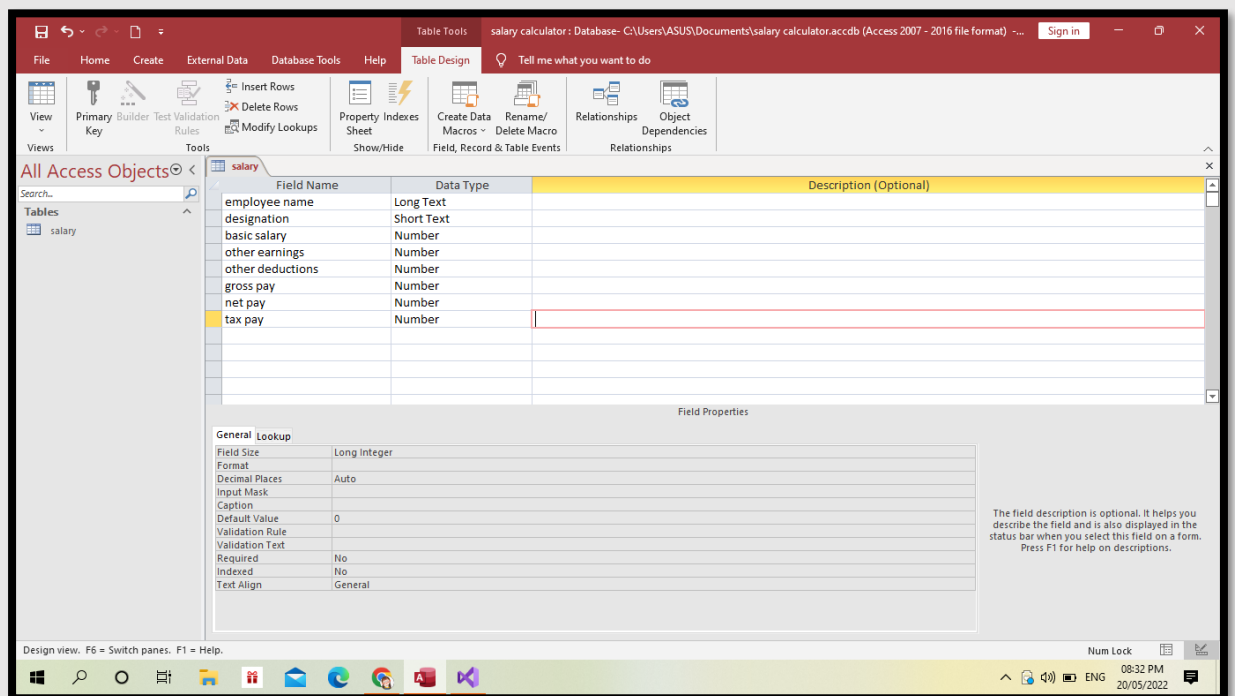 Table Tools salary calculator : Database- C:\Users\ASUS\Documents\salary calculator.accdb (Access 2007 - 2016 file format) -... Sign in
File Home Create External Data Database Tools Help Table Design Tell me what you want to do
View
Primary Key
Builder
Test Validation Rules
Insert Rows
Delete Rows
Modify Lookups
Property Sheet
Indexes
Create Data Macros
Rename/ Delete Macro
Relationships
Object Dependencies
Views Tools Show/Hide Field, Record & Table Events Relationships
All Access Objects
Search...
Tables
salary
salary
Field Name Data Type Description (Optional)
employee name Long Text
designation Short Text
basic salary Number
other earnings Number
other deductions Number
gross pay Number
net pay Number
tax pay Number
Field Properties
General Lookup
Field Size Long Integer
Format
Decimal Places Auto
Input Mask
Caption
Default Value 0
Validation Rule
Validation Text
Required No
Indexed No
Text Align General
The field description is optional. It helps you
describe the field and is also displayed in the
status bar when you select this field on a form.
Press F1 for help on descriptions.
Design view. F6 = Switch panes. F1 = Help. Num Lock
ENG 08:32 PM
20/05/2022